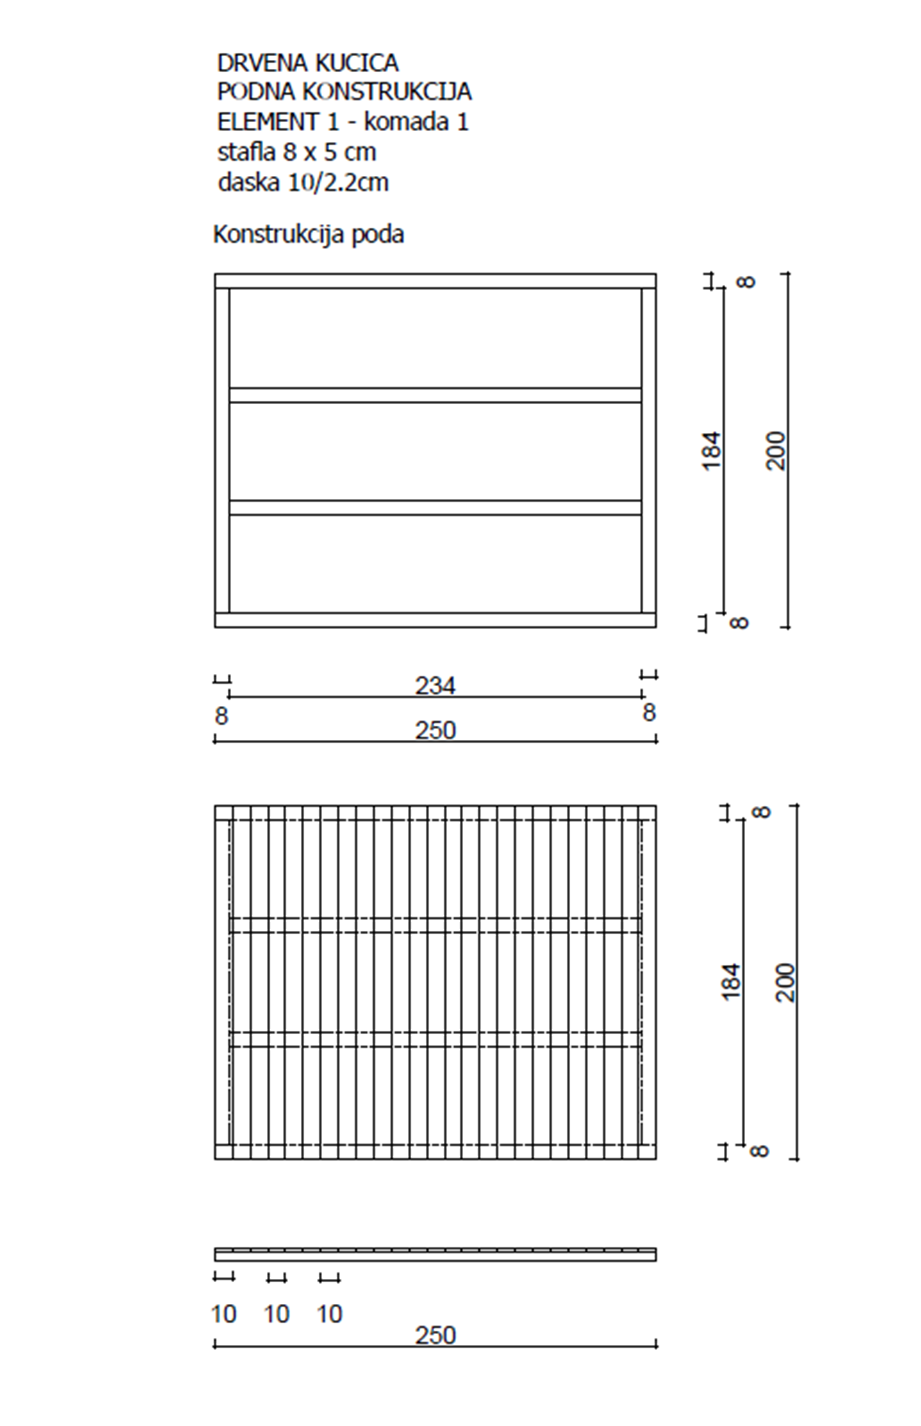 DRVENA KUCICA
PODNA KONSTRUKCIJA
ELEMENT 1 - komada 1
stafla 8 x 5 cm
daska 10/2.2cm
Konstrukcija poda
8
184
200
8
234
8
8
250
8
184
200
8
10 10 10
250